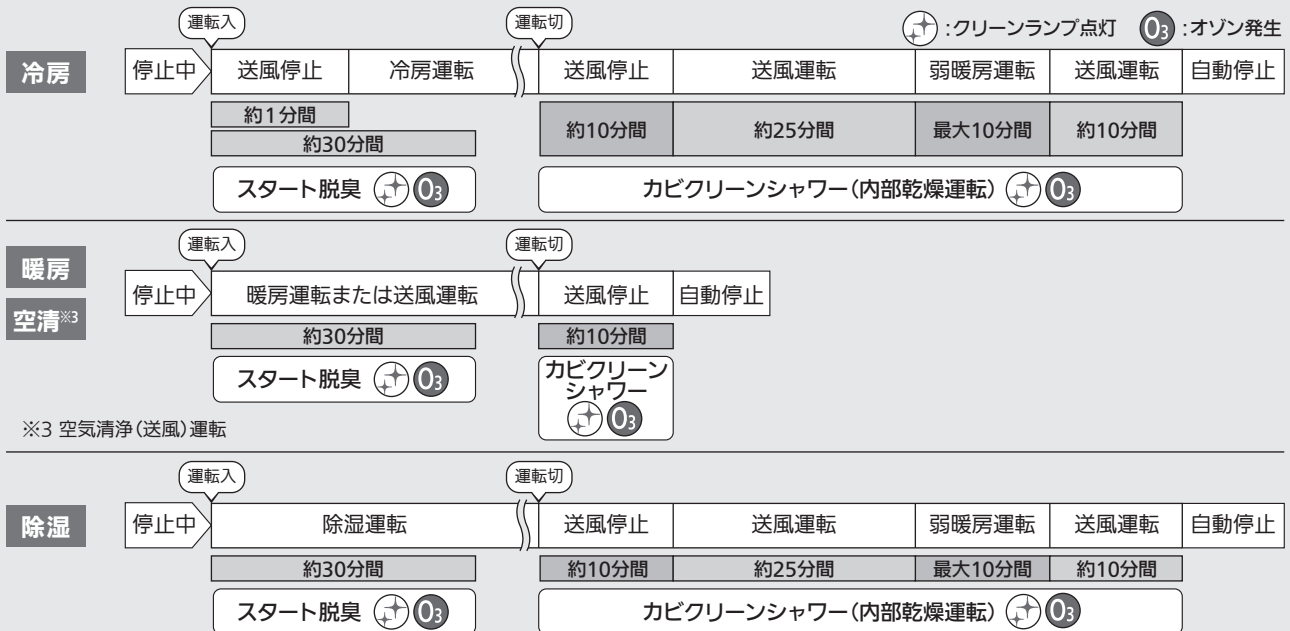 運転入 運転切 :クリーンランプ点灯 O3:オゾン発生
冷房 停止中 送風停止 冷房運転 送風停止 送風運転 弱暖房運転 送風運転 自動停止
約1分間
約30分間 約10分間 約25分間 最大10分間 約10分間
スタート脱臭 O3 カビクリーンシャワー(内部乾燥運転) O3
運転入 運転切
暖房
空清※3
停止中 暖房運転または送風運転 送風停止 自動停止
約30分間 約10分間
スタート脱臭 O3
カビクリーン
シャワー
O3
※3 空気清浄(送風)運転
運転入 運転切
除湿 停止中 除湿運転 送風停止 送風運転 弱暖房運転 送風運転 自動停止
約30分間 約10分間 約25分間 最大10分間 約10分間
スタート脱臭 O3 カビクリーンシャワー(内部乾燥運転) O3